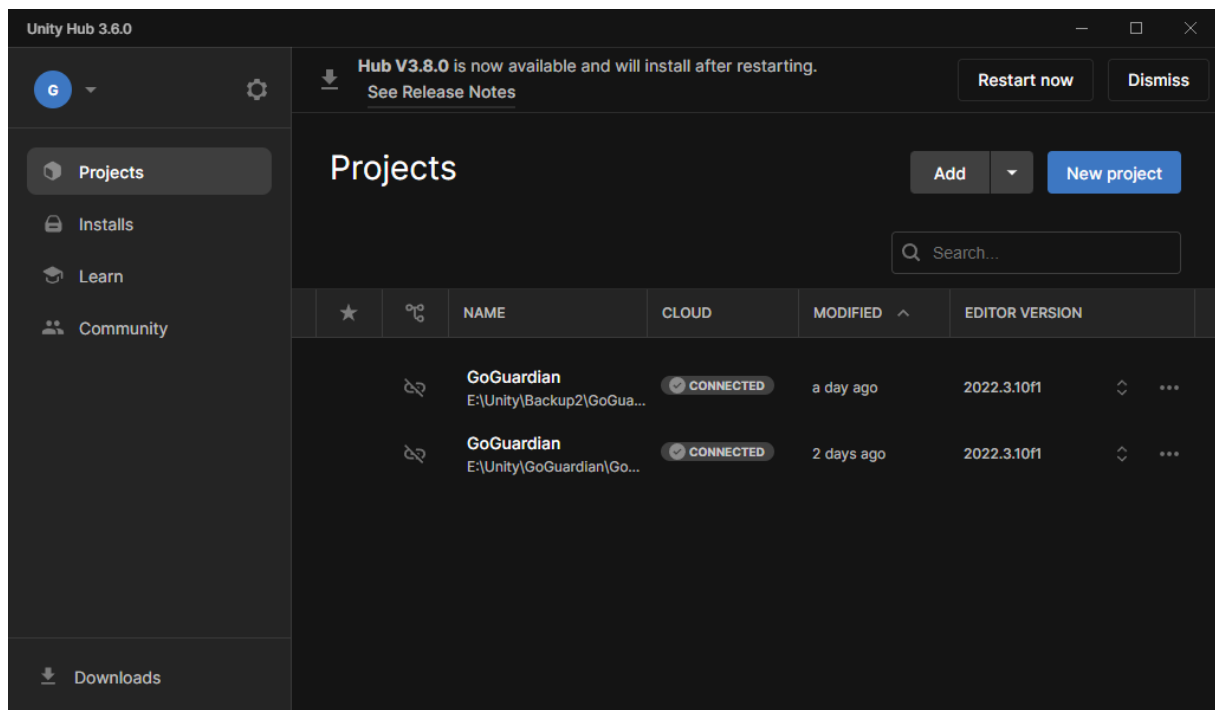 Unity Hub 3.6.0
G
Hub V3.8.0 is now available and will install after restarting.
See Release Notes
Restart now
Dismiss
Projects
Installs
Learn
Community
Downloads
Projects
Add
New project
Search...
NAME CLOUD MODIFIED EDITOR VERSION
GoGuardian
E:\Unity\Backup2\GoGua...
CONNECTED
a day ago
2022.3.10f1
GoGuardian
E:\Unity\GoGuardian\Go...
CONNECTED
2 days ago
2022.3.10f1